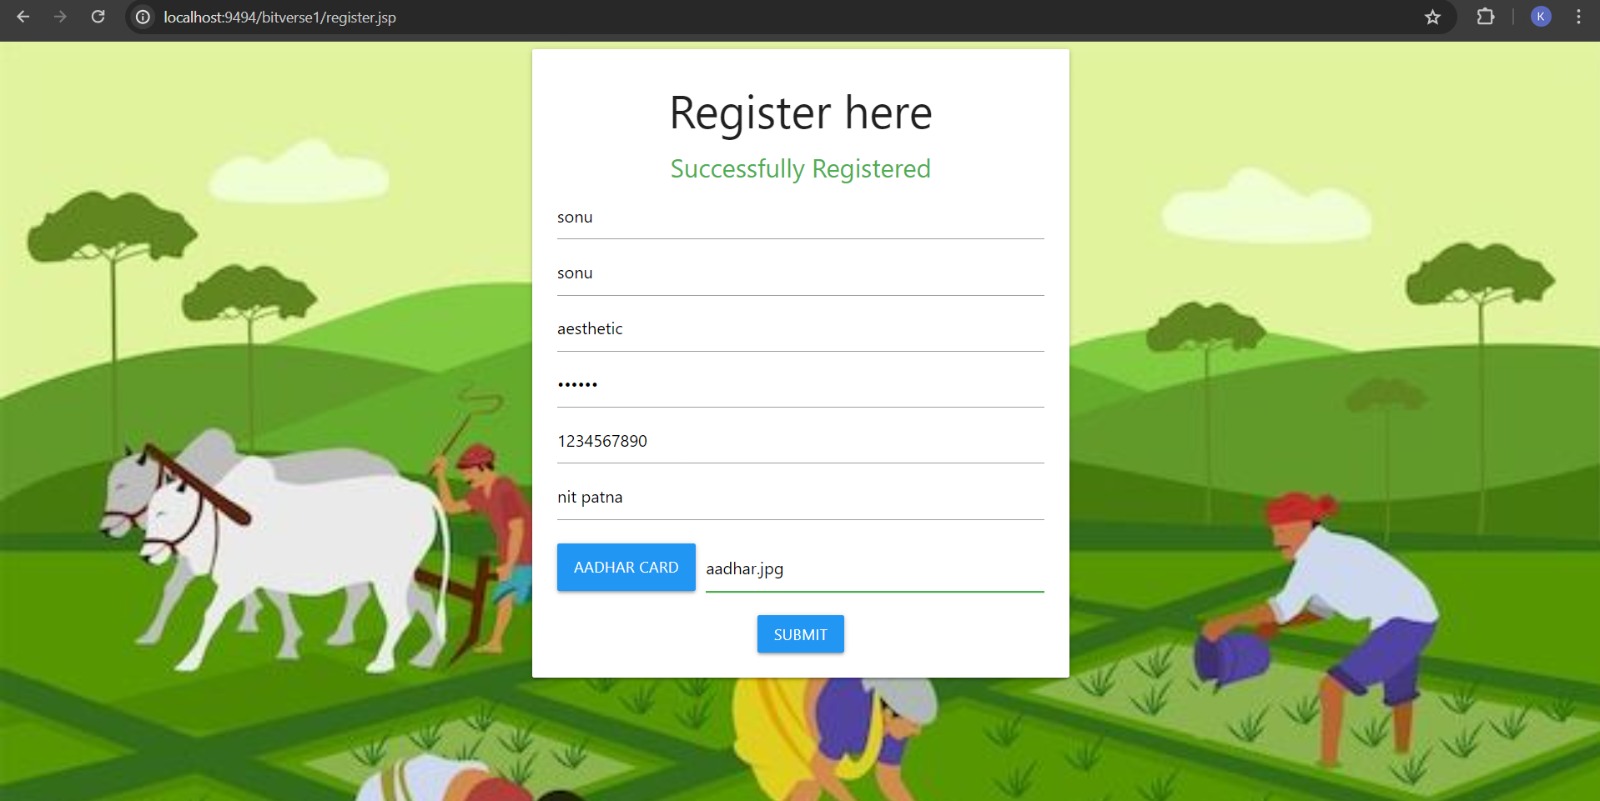 localhost:9494/bitverse1/register.jsp
K
Register here
Successfully Registered
sonu
sonu
aesthetic
••••••
1234567890
nit patna
AADHAR CARD aadhar.jpg
SUBMIT